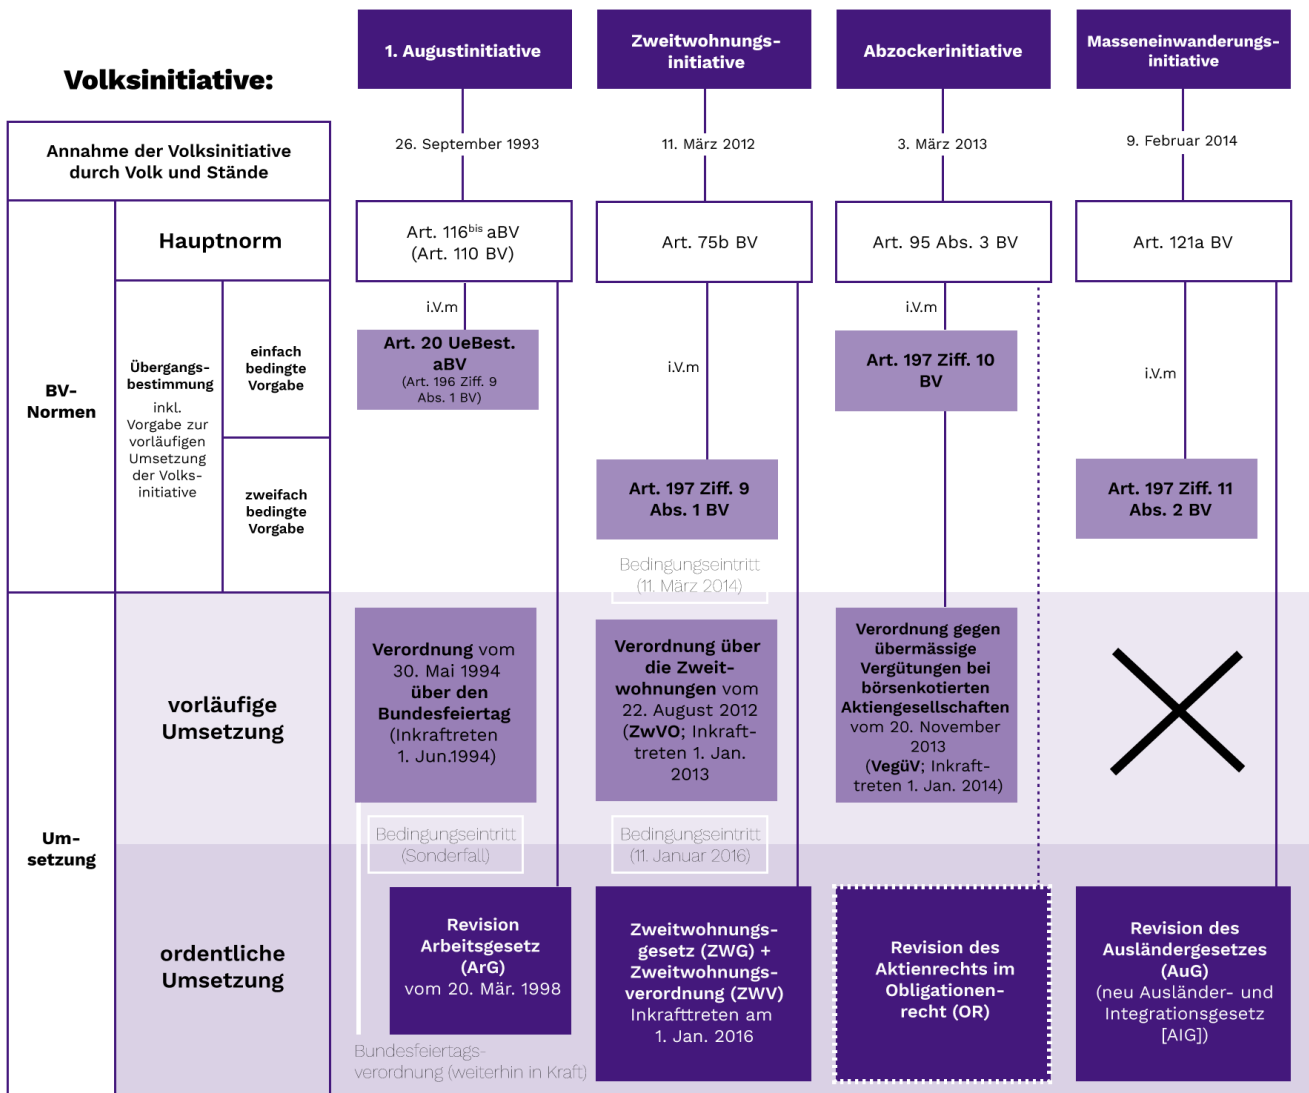 Volksinitiative:
1. Augustinitiative
Zweitwohnungs-
initiative
Abzockerinitiative
Masseneinwanderungs-
initiative
Annahme der Volksinitiative
durch Volk und Stände
26. September 1993
11. März 2012
3. März 2013
9. Februar 2014
BV-
Normen
Hauptnorm
Art. 116bis aBV
(Art. 110 BV)
Art. 75b BV
Art. 95 Abs. 3 BV
Art. 121a BV
i.V.m
i.V.m
i.V.m
i.V.m
Übergangs-
bestimmung
inkl.
Vorgabe zur
vorläufigen
Umsetzung
der Volks-
initiative
einfach
bedingte
Vorgabe
Art. 20 UeBest.
aBV
(Art. 196 Ziff. 9
Abs. 1 BV)
Art. 197 Ziff. 10
BV
zweifach
bedingte
Vorgabe
Art. 197 Ziff. 9
Abs. 1 BV
Art. 197 Ziff. 11
Abs. 2 BV
Bedingungseintritt
(11. März 2014)
Um-
setzung
vorläufige
Umsetzung
Verordnung vom
30. Mai 1994
über den
Bundesfeiertag
(Inkraftreten
1. Jun.1994)
Verordnung über
die Zweit-
wohnungen vom
22. August 2012
(ZwVO; Inkraft-
treten 1. Jan.
2013
Verordnung gegen
übermässige
Vergütungen bei
börsenkotierten
Aktiengesellschaften
vom 20. November
2013
(VegüV; Inkraft-
treten 1. Jan. 2014)
Bedingungseintritt
(Sonderfall)
Bedingungseintritt
(11. Januar 2016)
ordentliche
Umsetzung
Revision
Arbeitsgesetz
(ArG)
vom 20. Mär. 1998
Zweitwohnungs-
gesetz (ZWG) +
Zweitwohnungs-
verordnung (ZWV)
Inkrafttreten am
1. Jan. 2016
Revision des
Aktienrechts im
Obligationen-
recht (OR)
Revision des
Ausländergesetzes
(AuG)
(neu Ausländer- und
Integrationsgesetz
[AIG])
Bundesfeiertags-
verordnung (weiterhin in Kraft)